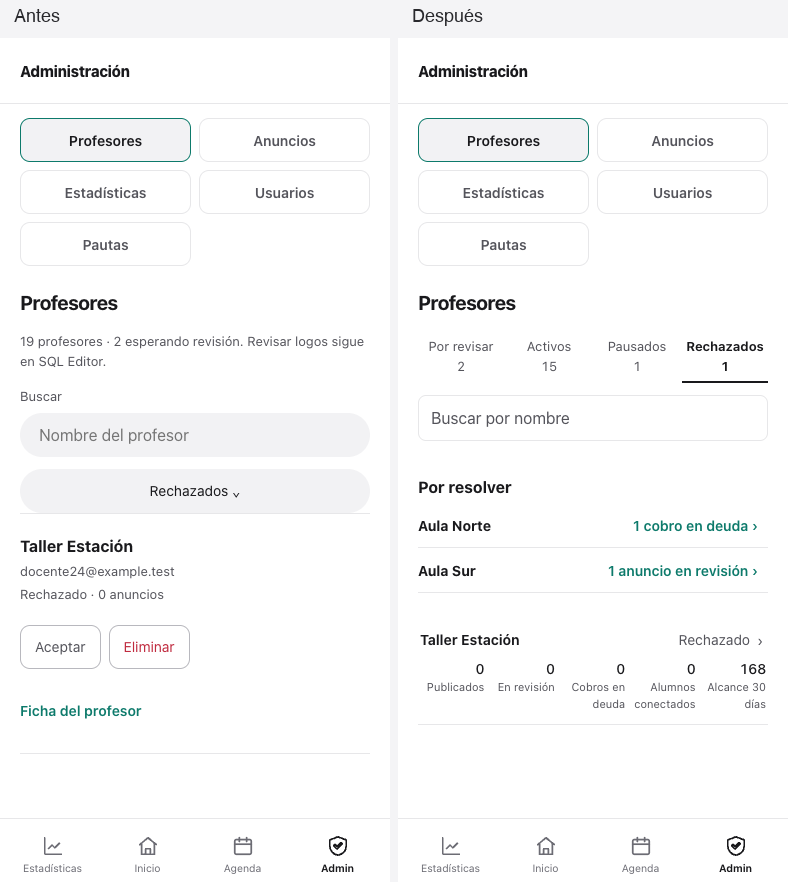 Antes
Administración
Profesores
Anuncios
Estadísticas
Usuarios
Pautas
Profesores
19 profesores · 2 esperando revisión. Revisar logos sigue
en SQL Editor.
Buscar
Nombre del profesor
Rechazados ⌄
Taller Estación
docente24@example.test
Rechazado · 0 anuncios
Aceptar
Eliminar
Ficha del profesor
Estadísticas
Inicio
Agenda
Admin
Después
Administración
Profesores
Anuncios
Estadísticas
Usuarios
Pautas
Profesores
Por revisar
2
Activos
15
Pausados
1
Rechazados
1
Buscar por nombre
Por resolver
Aula Norte
1 cobro en deuda ›
Aula Sur
1 anuncio en revisión ›
Taller Estación
Rechazado ›
0
Publicados
0
En revisión
0
Cobros en
deuda
0
Alumnos
conectados
168
Alcance 30
días
Estadísticas
Inicio
Agenda
Admin